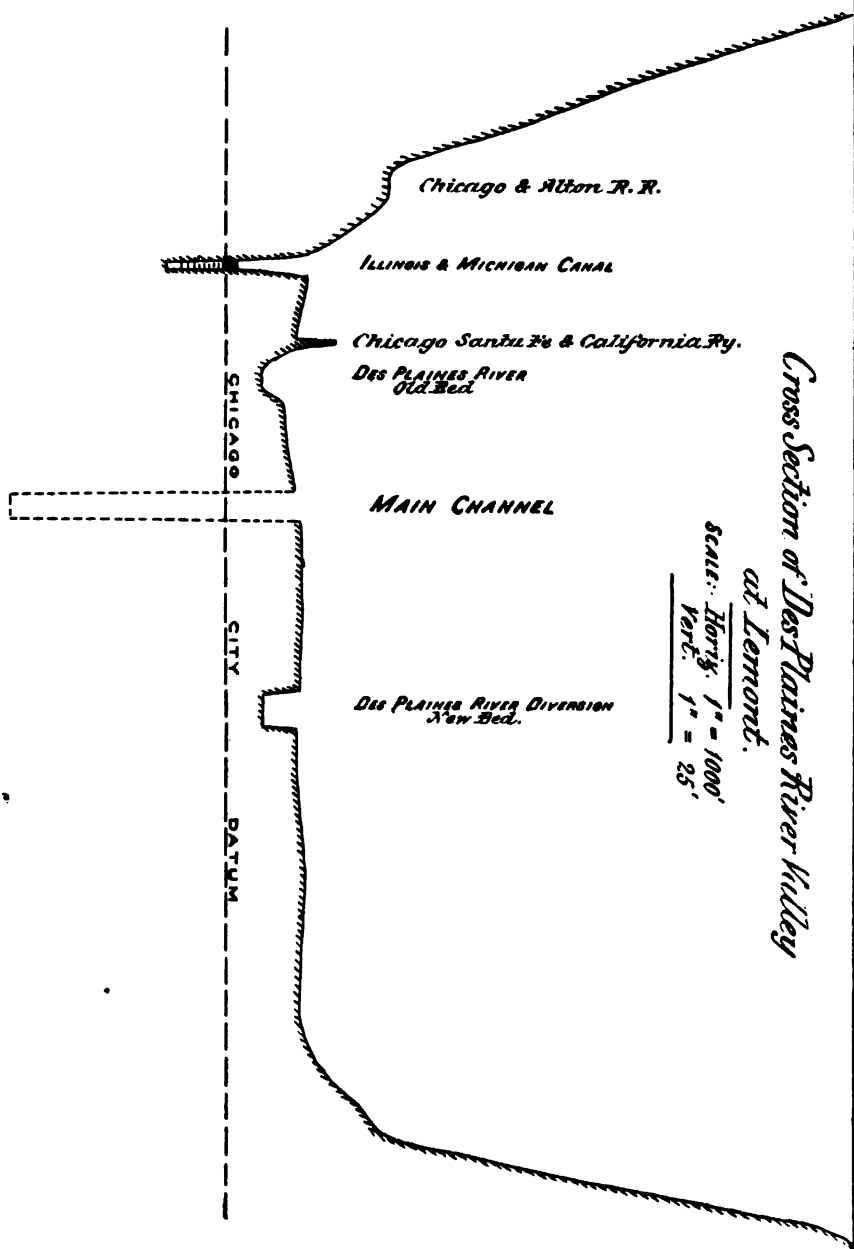 Cross Section of Des Plaines River Valley
at Lemont.
SCALE: Horiz. 1" = 1000'
Vert. 1" = 25'
Chicago & Alton R. R.
ILLINOIS & MICHIGAN CANAL
Chicago Santa Fe & California Ry.
DES PLAINES RIVER
Old Bed
MAIN CHANNEL
DES PLAINES RIVER DIVERSION
New Bed.
CHICAGO CITY DATUM